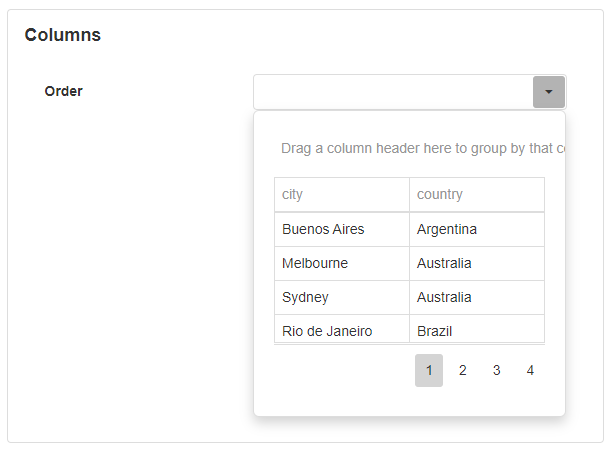 Columns
Order
Drag a column header here to group by that c
city country
Buenos Aires Argentina
Melbourne Australia
Sydney Australia
Rio de Janeiro Brazil
1 2 3 4